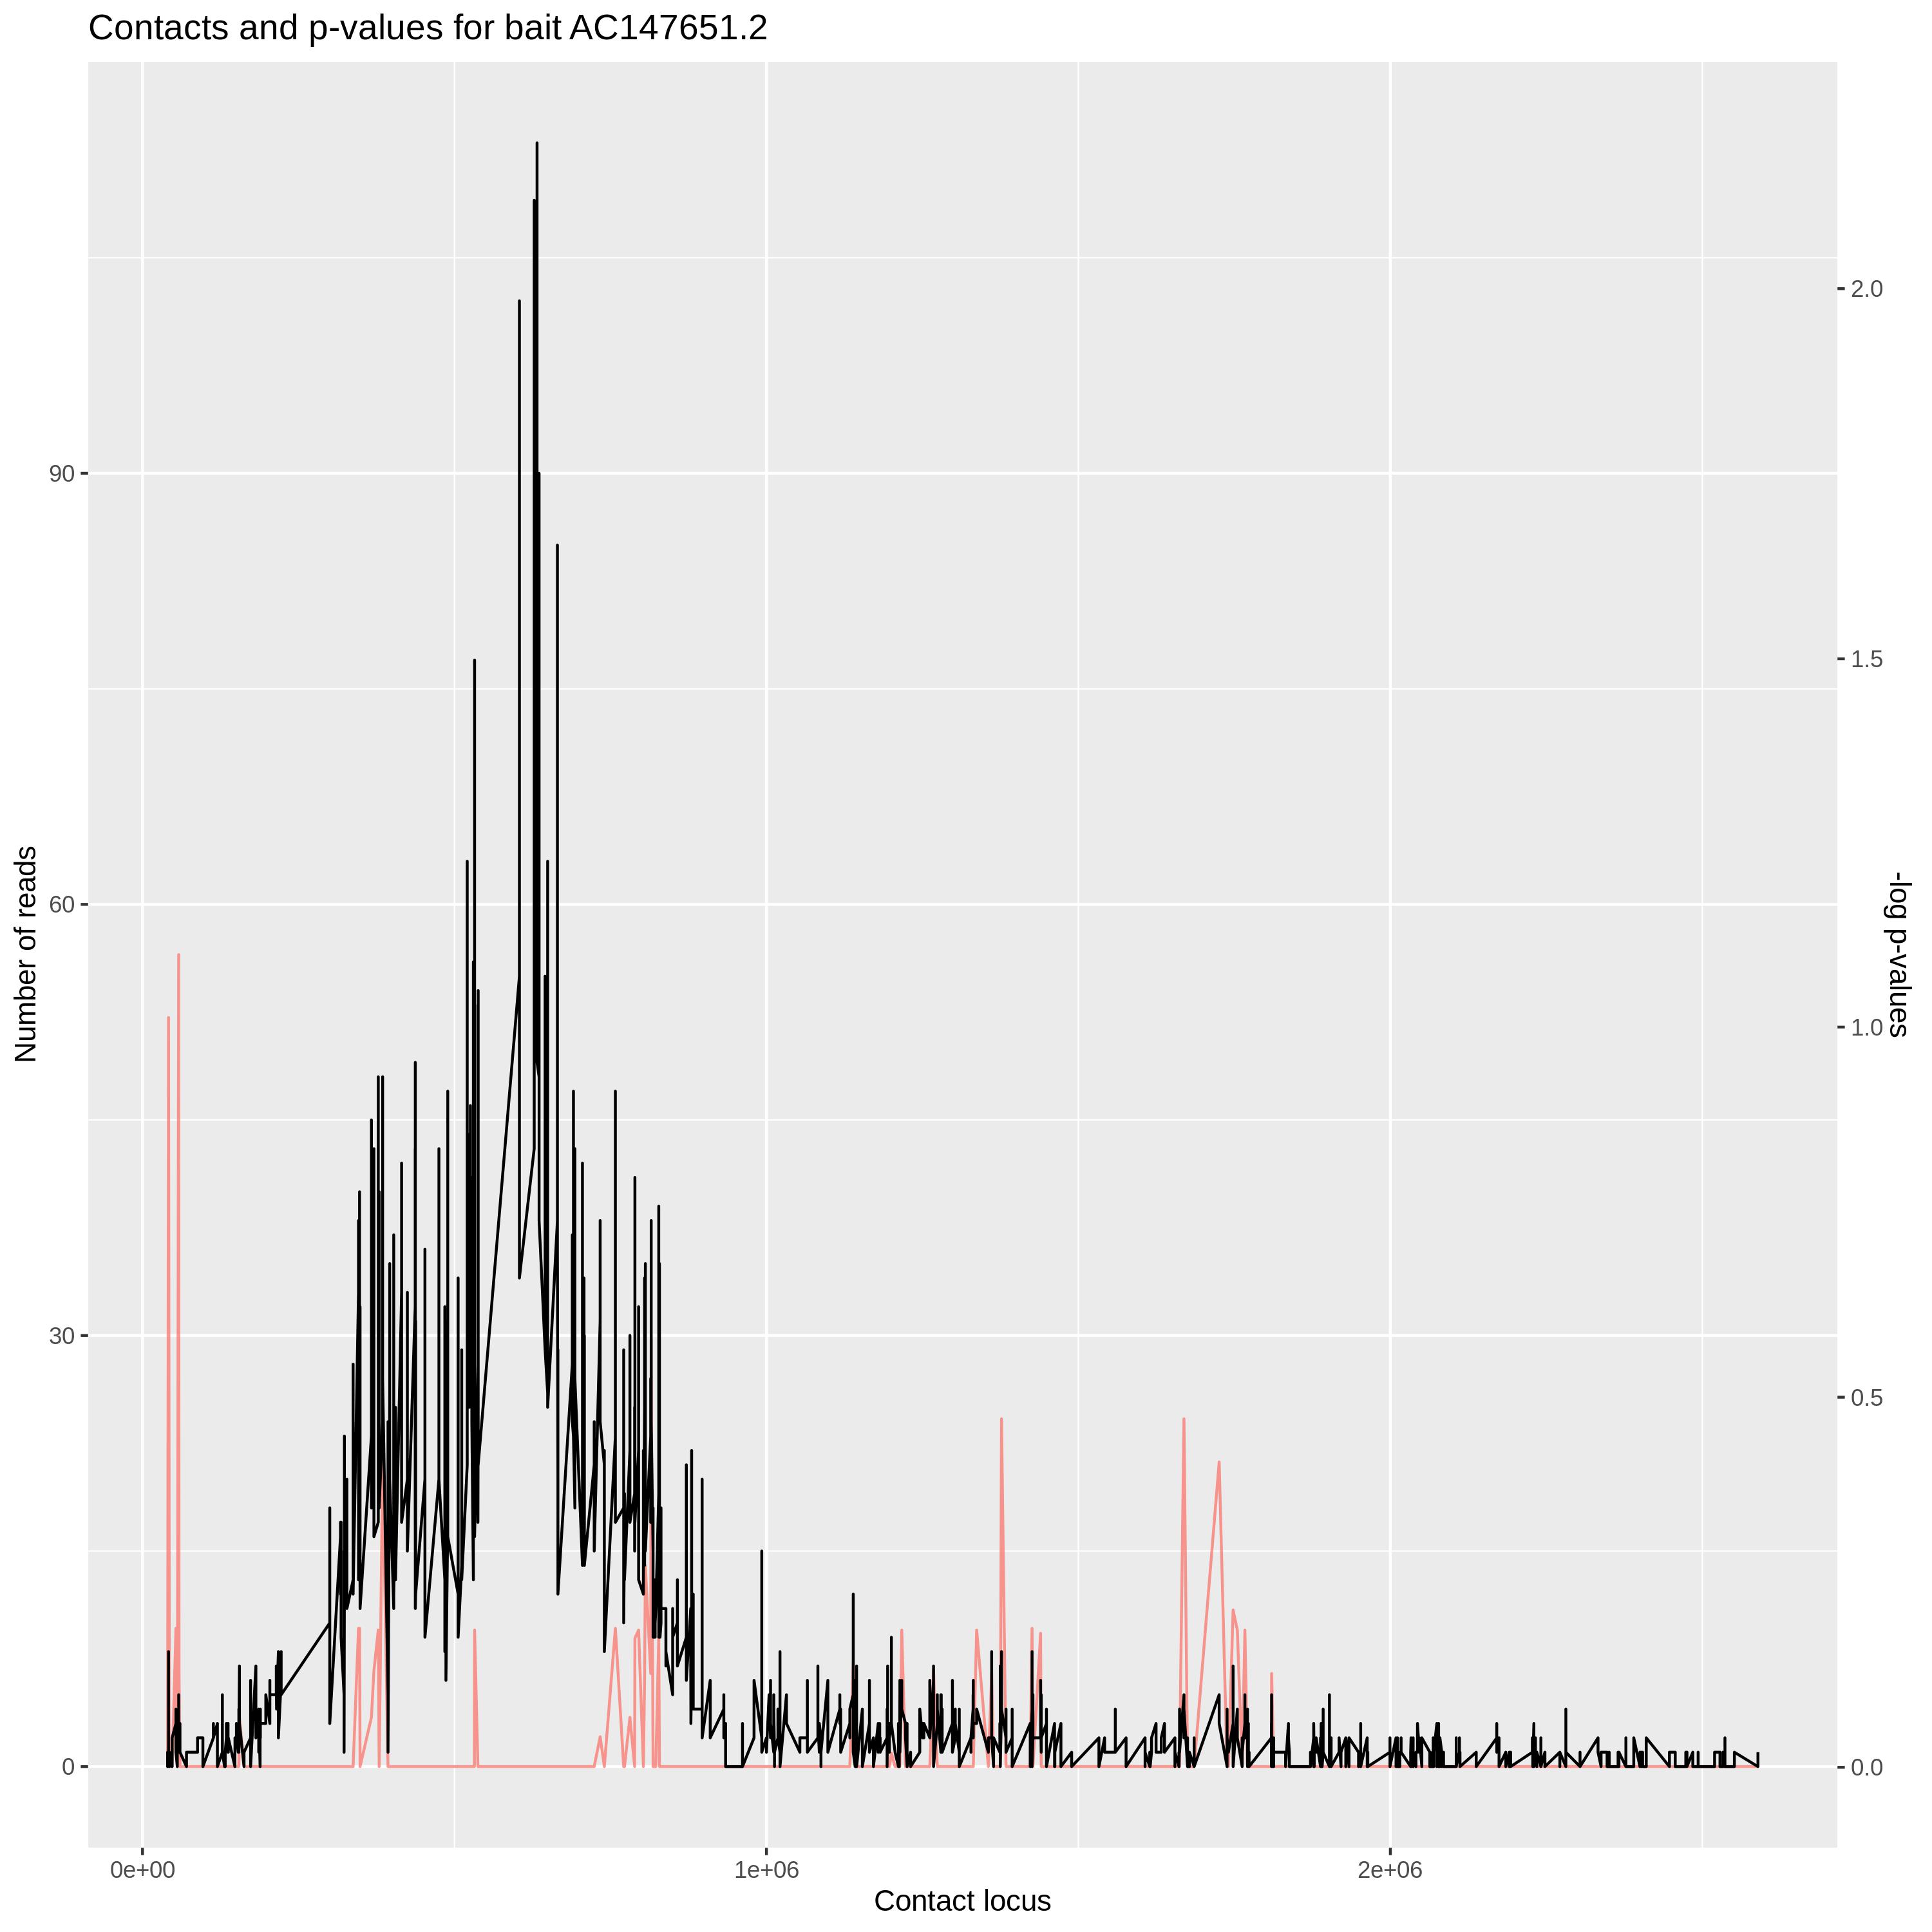 Contacts and p-values for bait AC147651.2
Number of reads
90
60
30
0
2.0
1.5
1.0
0.5
0.0
-log p-values
0e+00
1e+06
2e+06
Contact locus